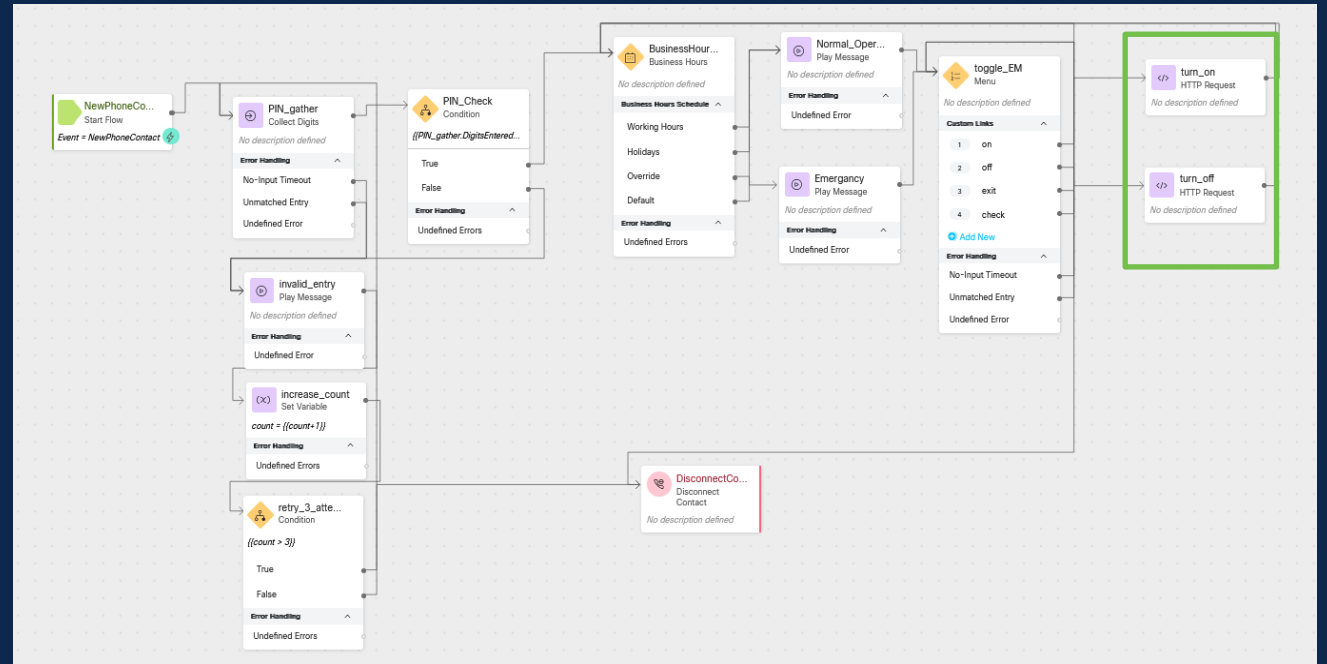 NewPhoneCo...
Start Flow
Event = NewPhoneContact
PIN_gather
Collect Digits
No description defined
Error Handling
No-Input Timeout
Unmatched Entry
Undefined Error
PIN_Check
Condition
{{PIN_gather.DigitsEntered...
True
False
Error Handling
Undefined Errors
invalid_entry
Play Message
No description defined
Error Handling
Undefined Error
increase_count
Set Variable
count = {{count+1}}
Error Handling
Undefined Errors
retry_3_atte...
Condition
{{count > 3}}
True
False
Error Handling
Undefined Errors
BusinessHour...
Business Hours
No description defined
Business Hours Schedule
Working Hours
Holidays
Override
Default
Error Handling
Undefined Errors
Normal_Oper...
Play Message
No description defined
Error Handling
Undefined Error
Emergancy
Play Message
No description defined
Error Handling
Undefined Error
toggle_EM
Menu
No description defined
Custom Links
1 on
2 off
3 exit
4 check
Add New
Error Handling
No-Input Timeout
Unmatched Entry
Undefined Error
turn_on
HTTP Request
No description defined
turn_off
HTTP Request
No description defined
DisconnectCo...
Disconnect
Contact
No description defined